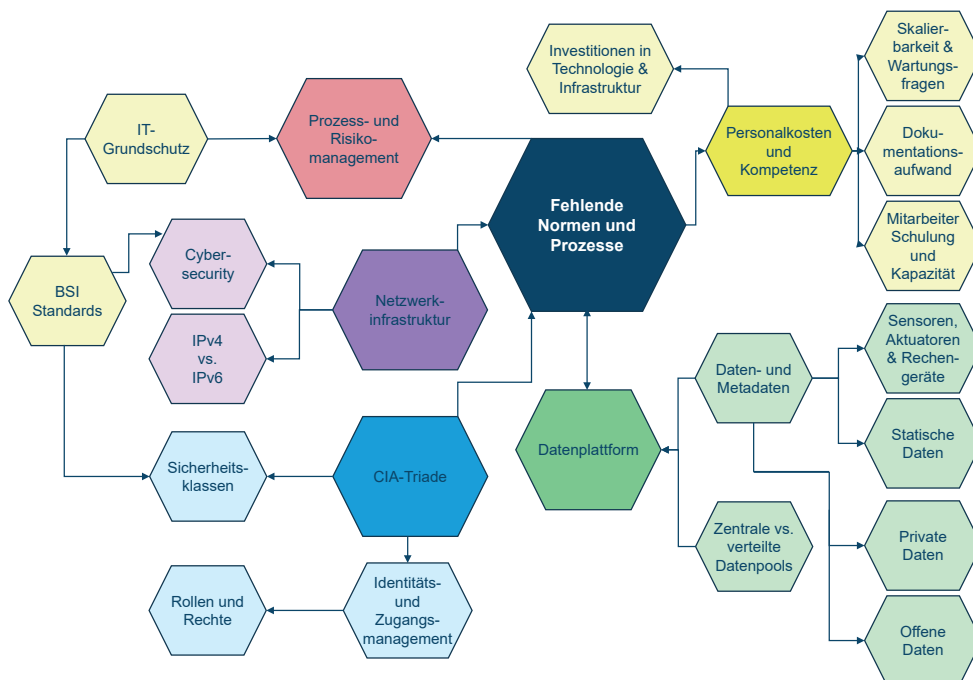 Skalier-
barkeit &
Wartungs-
fragen
Investitionen in
Technologie &
Infrastruktur
IT-
Grundschutz
Prozess- und
Risiko-
management
Personalkosten
und
Kompetenz
Doku-
mentations-
aufwand
Fehlende
Normen und
Prozesse
Mitarbeiter
Schulung
und
Kapazität
Cyber-
security
BSI
Standards
Netzwerk-
infrastruktur
IPv4
vs.
IPv6
Sensoren,
Aktuatoren
& Rechen-
geräte
Daten- und
Metadaten
Datenplattform
Statische
Daten
Sicherheits-
klassen
CIA-Triade
Zentrale vs.
verteilte
Datenpools
Private
Daten
Rollen und
Rechte
Identitäts-
und
Zugangs-
management
Offene
Daten